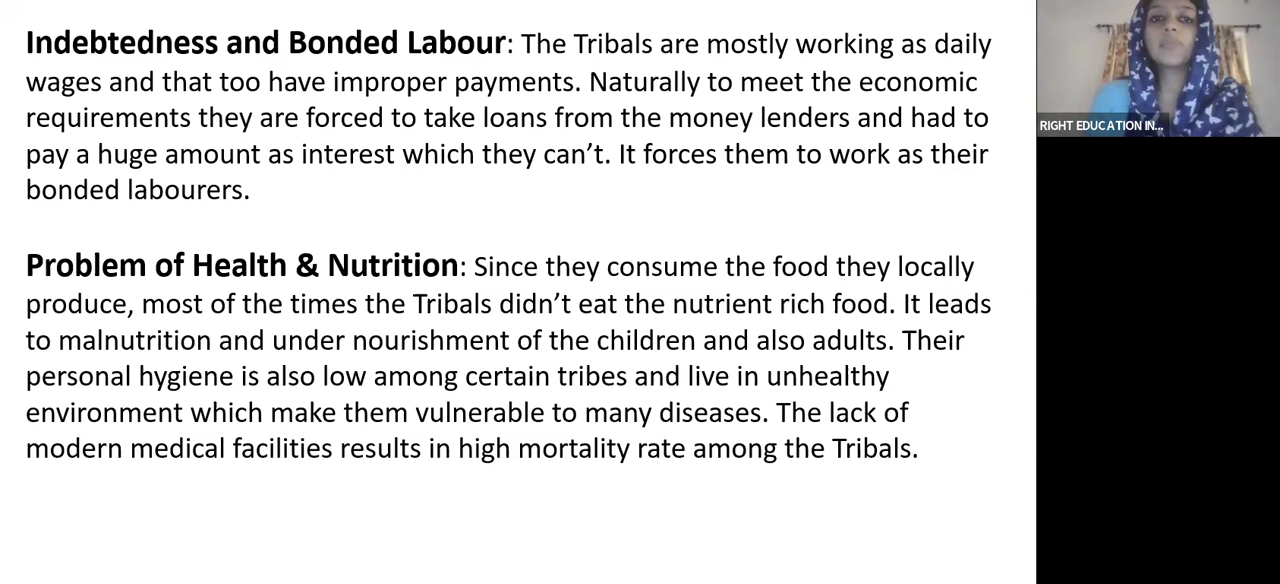 Indebtedness and Bonded Labour: The Tribals are mostly working as daily
wages and that too have improper payments. Naturally to meet the economic
requirements they are forced to take loans from the money lenders and had to
pay a huge amount as interest which they can’t. It forces them to work as their
bonded labourers.
Problem of Health & Nutrition: Since they consume the food they locally
produce, most of the times the Tribals didn’t eat the nutrient rich food. It leads
to malnutrition and under nourishment of the children and also adults. Their
personal hygiene is also low among certain tribes and live in unhealthy
environment which make them vulnerable to many diseases. The lack of
modern medical facilities results in high mortality rate among the Tribals.
RIGHT EDUCATION IN...